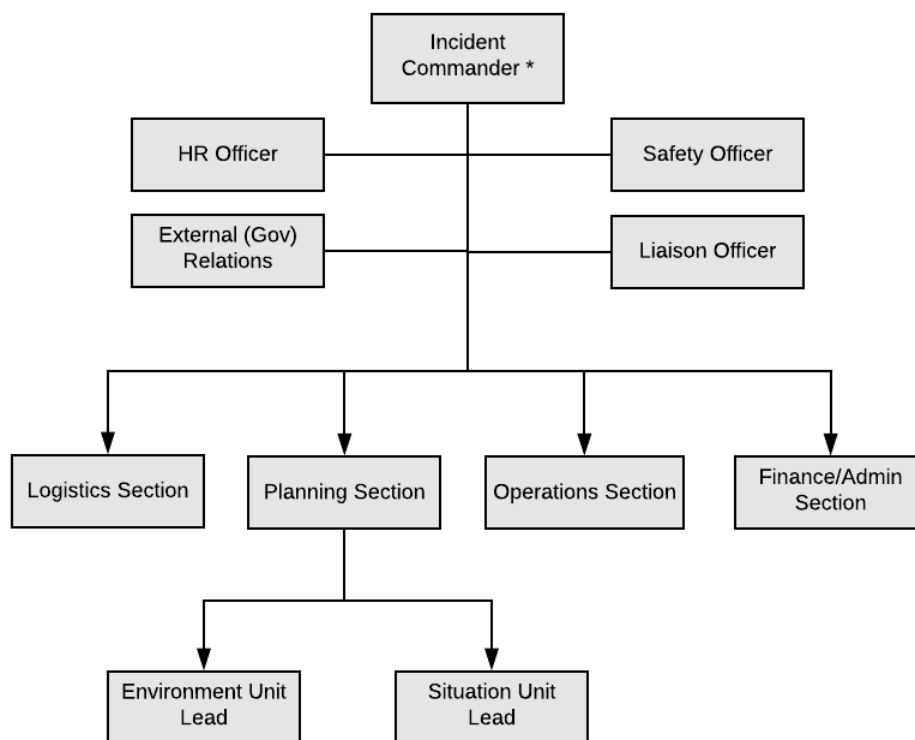 Incident
Commander *
HR Officer
Safety Officer
External (Gov)
Relations
Liaison Officer
Logistics Section
Planning Section
Operations Section
Finance/Admin
Section
Environment Unit
Lead
Situation Unit
Lead